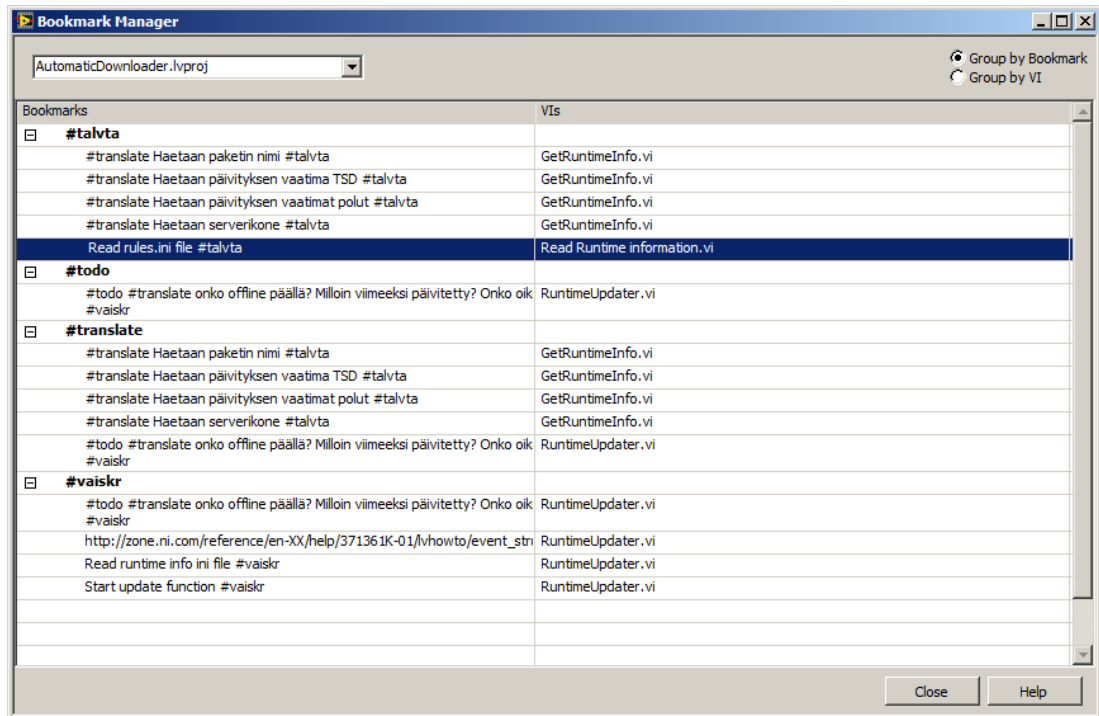 Bookmark Manager
AutomaticDownloader.lvproj
Group by Bookmark
Group by VI
Bookmarks VIs
#talvta
#translate Haetaan paketin nimi #talvta GetRuntimeInfo.vi
#translate Haetaan päivityksen vaatima TSD #talvta GetRuntimeInfo.vi
#translate Haetaan päivityksen vaatimat polut #talvta GetRuntimeInfo.vi
#translate Haetaan serverikone #talvta GetRuntimeInfo.vi
Read rules.ini file #talvta Read Runtime information.vi
#todo
#todo #translate onko offline päällä? Milloin viimeeksi päivitetty? Onko oik RuntimeUpdater.vi
#vaiskr
#translate
#translate Haetaan paketin nimi #talvta GetRuntimeInfo.vi
#translate Haetaan päivityksen vaatima TSD #talvta GetRuntimeInfo.vi
#translate Haetaan päivityksen vaatimat polut #talvta GetRuntimeInfo.vi
#translate Haetaan serverikone #talvta GetRuntimeInfo.vi
#todo #translate onko offline päällä? Milloin viimeeksi päivitetty? Onko oik RuntimeUpdater.vi
#vaiskr
#vaiskr
#todo #translate onko offline päällä? Milloin viimeeksi päivitetty? Onko oik RuntimeUpdater.vi
#vaiskr
http://zone.ni.com/reference/en-XX/help/371361K-01/lvhowto/event_stru RuntimeUpdater.vi
Read runtime info ini file #vaiskr RuntimeUpdater.vi
Start update function #vaiskr RuntimeUpdater.vi
Close Help